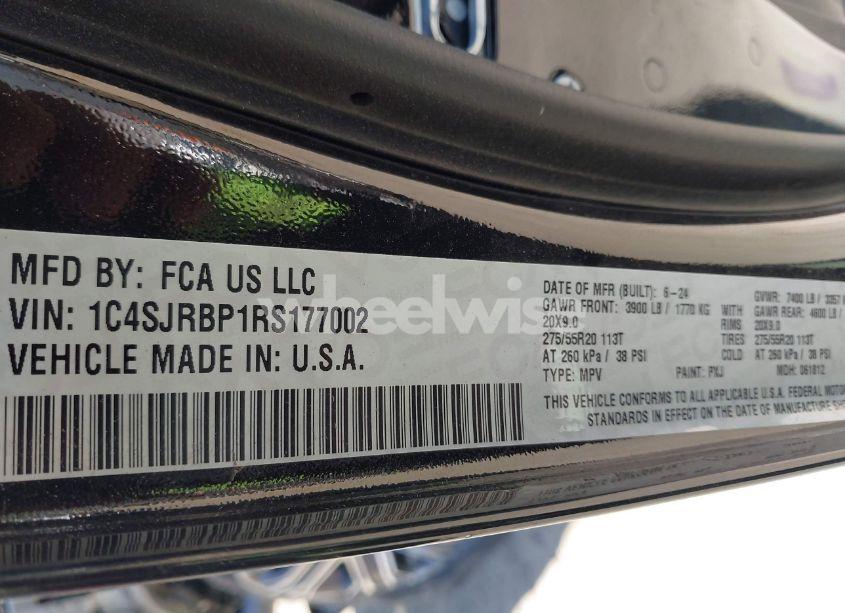 MFD BY: FCA US LLC
VIN: 1C4SJRBP1RS177002
VEHICLE MADE IN: U.S.A.
DATE OF MFR (BUILT): 6-24 GVWR: 7400 LB / 3357
GAWR FRONT: 3900 LB / 1770 KG WITH GAWR REAR: 4600 LB /
20X9.0 RIMS 20X9.0
275/55R20 113T TIRES 275/55R20 113T
AT 260 kPa / 38 PSI COLD AT 260 kPa / 38 PSI
TYPE: MPV PAINT: PXJ MDH: 061812
THIS VEHICLE CONFORMS TO ALL APPLICABLE U.S.A. FEDERAL MOTOR
STANDARDS IN EFFECT ON THE DATE OF MANUFACTURE
wheelwise